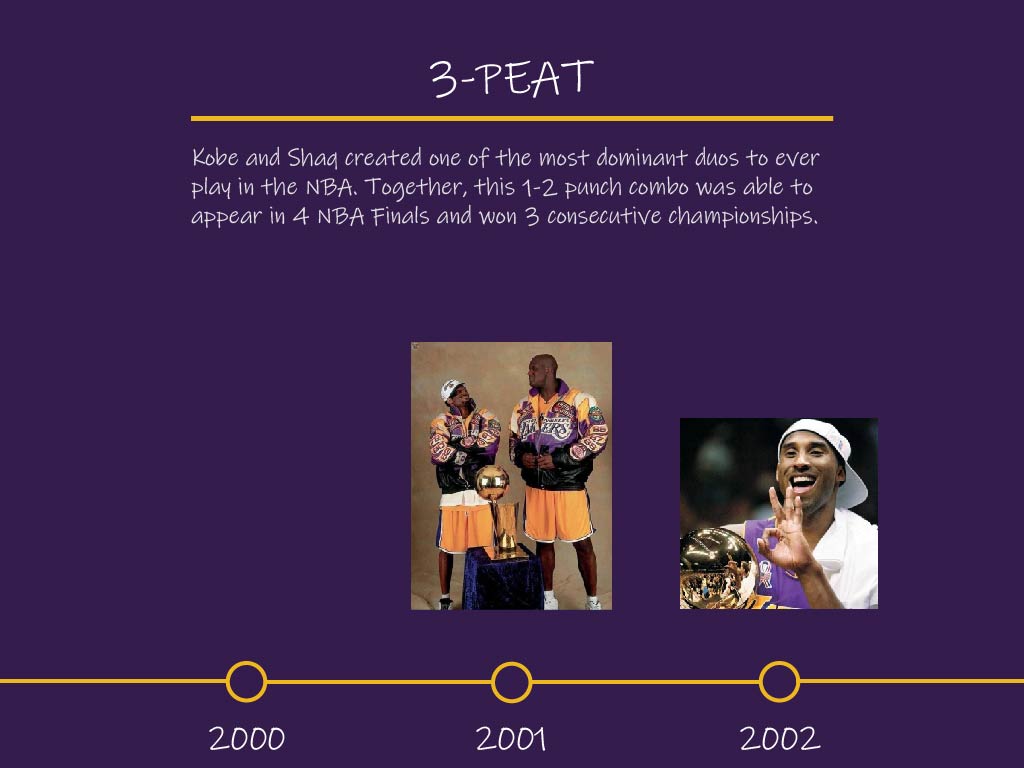 3-PEAT
Kobe and Shaq created one of the most dominant duos to ever
play in the NBA. Together, this 1-2 punch combo was able to
appear in 4 NBA Finals and won 3 consecutive championships.
LAKERS
2000
2001
2002